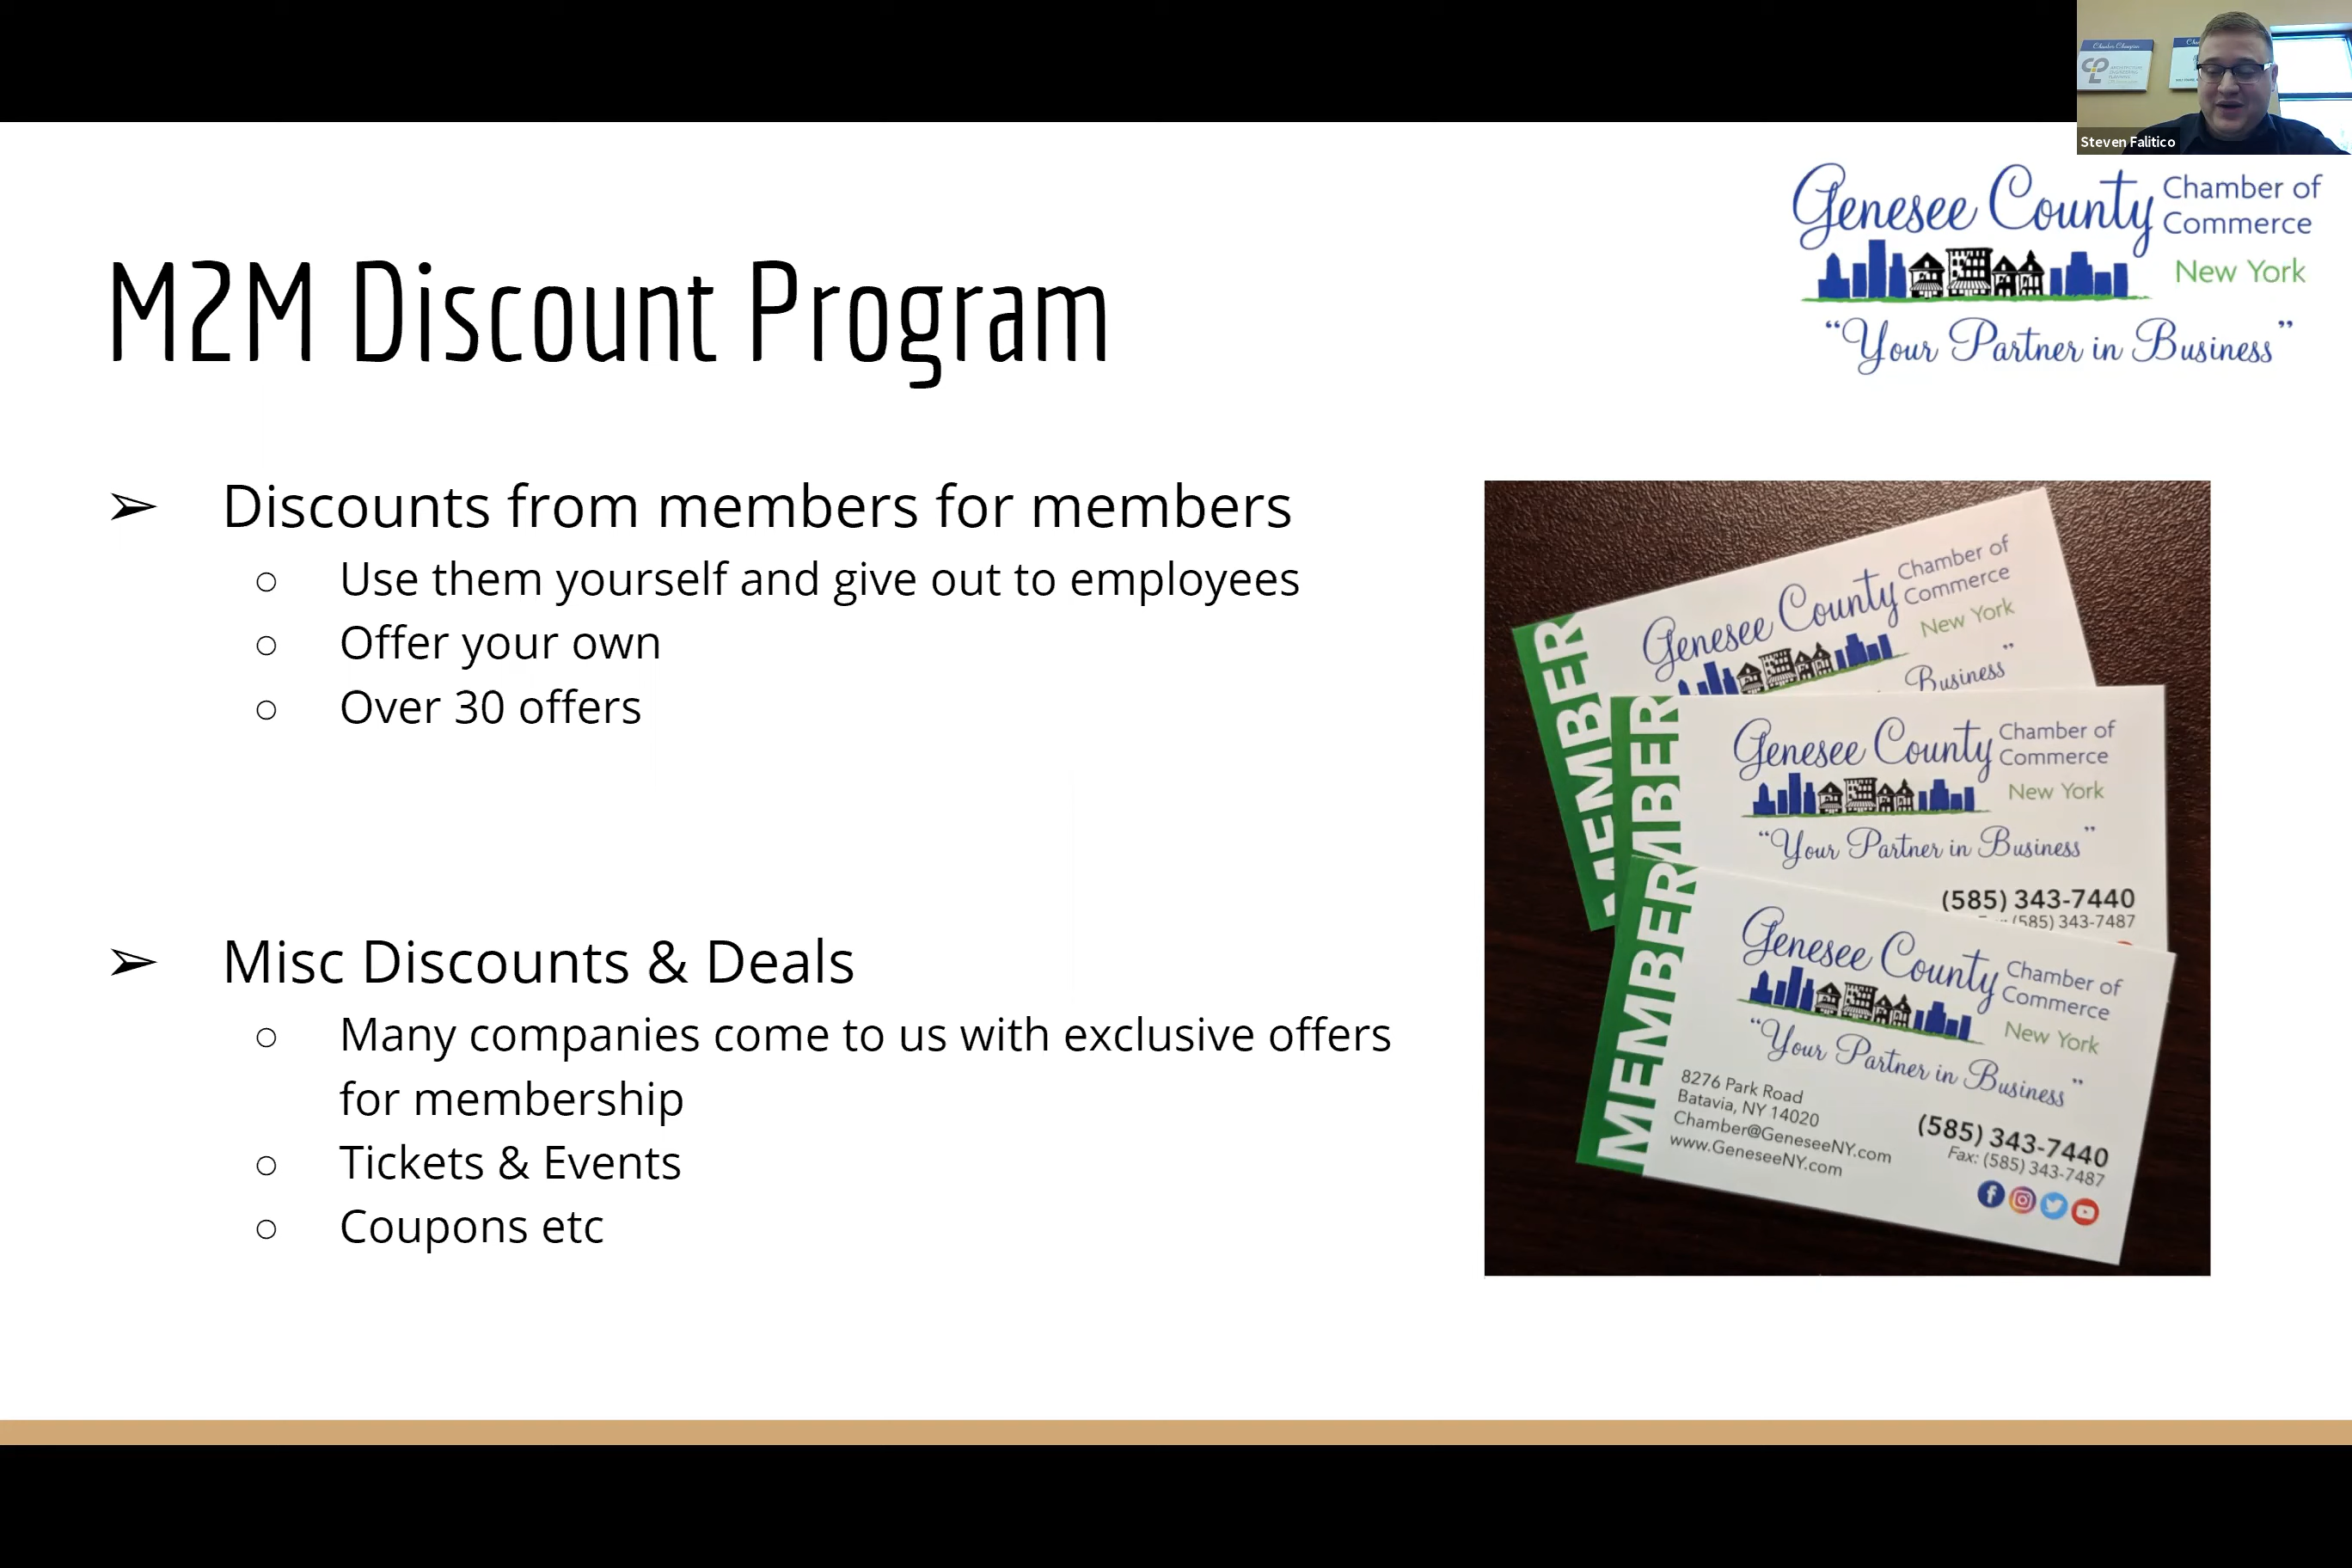 Steven Falitico
Genesee County
Chamber of
Commerce
New York
“Your Partner in Business”
M2M Discount Program
➢ Discounts from members for members
○ Use them yourself and give out to employees
○ Offer your own
○ Over 30 offers
➢ Misc Discounts & Deals
○ Many companies come to us with exclusive offers
for membership
○ Tickets & Events
○ Coupons etc
MEMBER
Genesee County
Chamber of
Commerce
New York
Business”
MBER
Genesee County
Chamber of
Commerce
New York
“Your Partner in Business”
(585) 343-7440
(585) 343-7487
MEMBER
Genesee County
Chamber of
Commerce
New York
“Your Partner in Business”
8276 Park Road
Batavia, NY 14020
Chamber@GeneseeNY.com
www.GeneseeNY.com
(585) 343-7440
Fax: (585) 343-7487